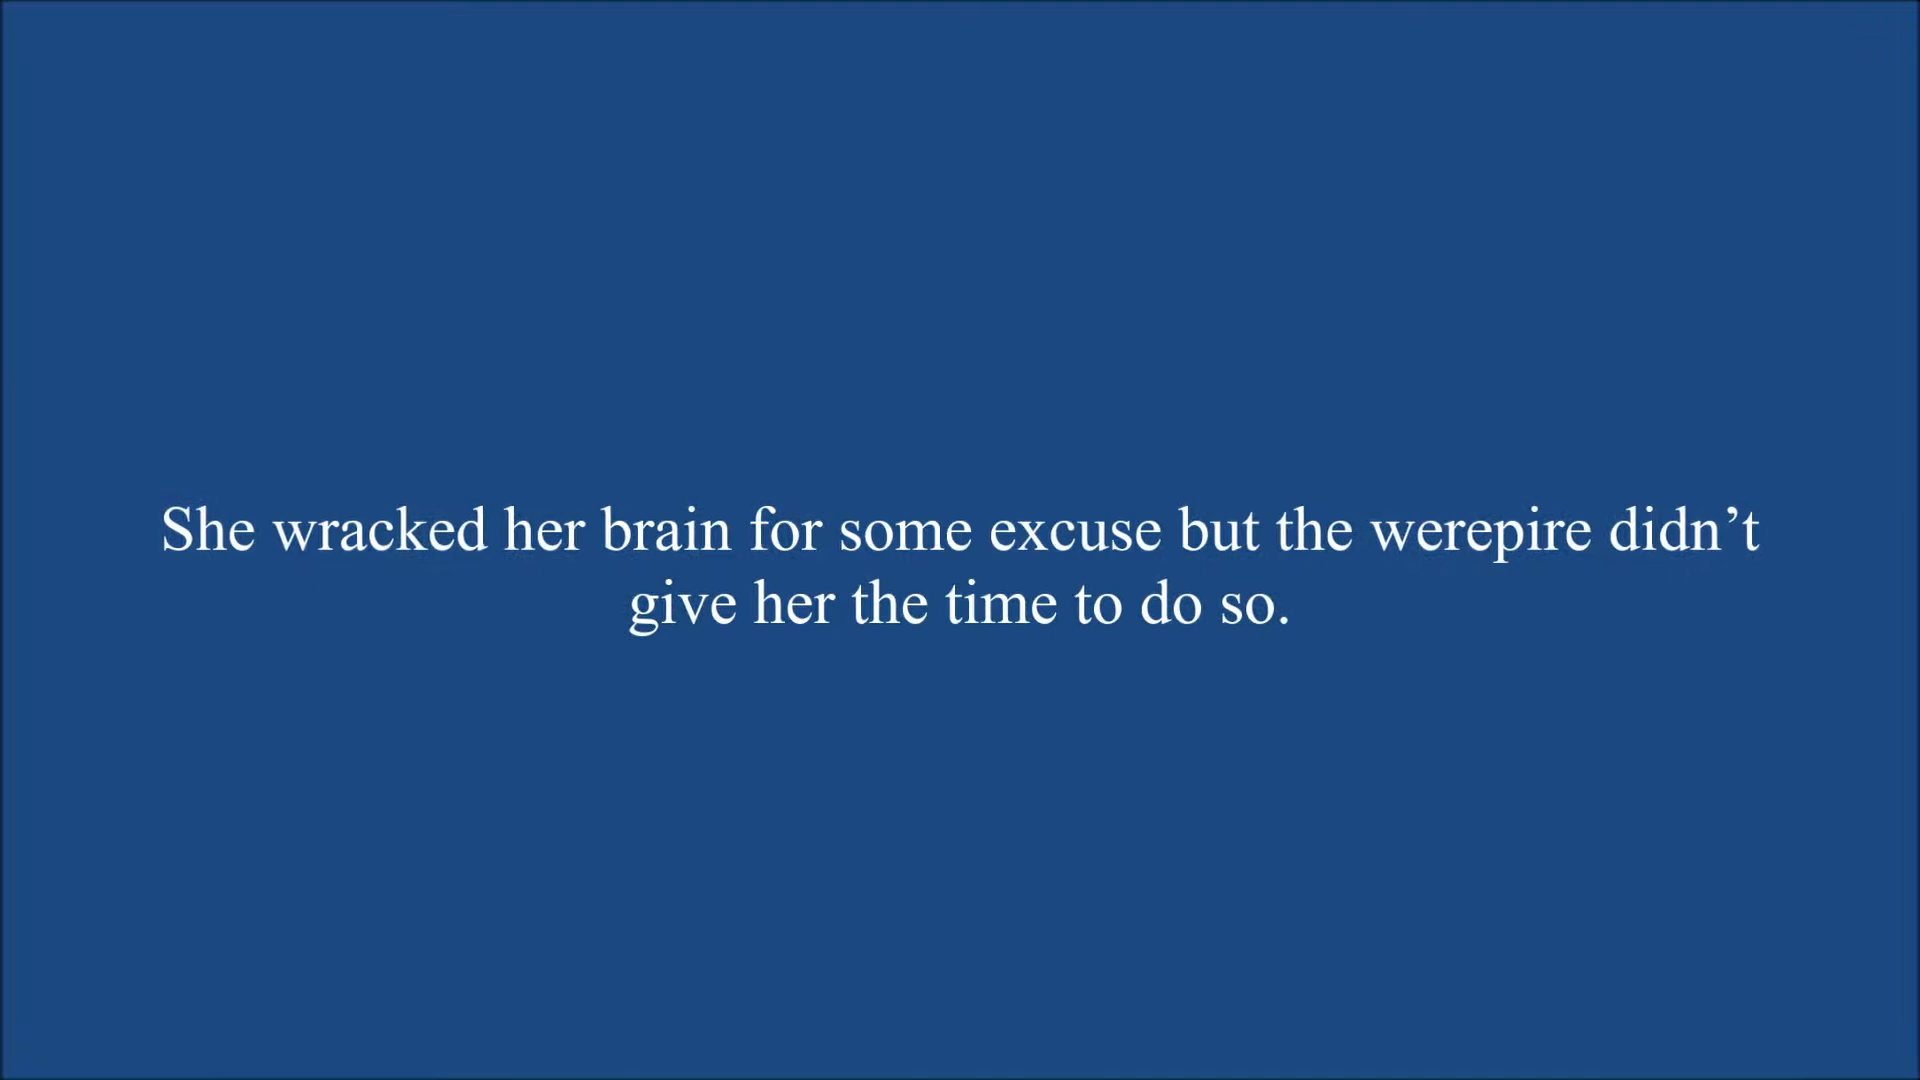 She wracked her brain for some excuse but the werepire didn’t
give her the time to do so.